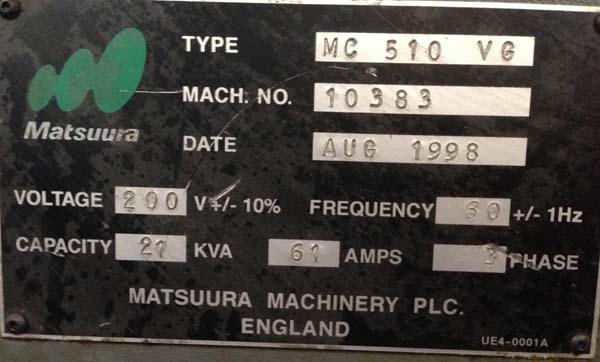 TYPE MC 510 VG
MACH. NO. 10383
Matsuura
DATE AUG 1998
VOLTAGE 200 V +/- 10% FREQUENCY 60 +/- 1Hz
CAPACITY 21 KVA 61 AMPS 3 PHASE
MATSUURA MACHINERY PLC.
ENGLAND
UE4-0001A